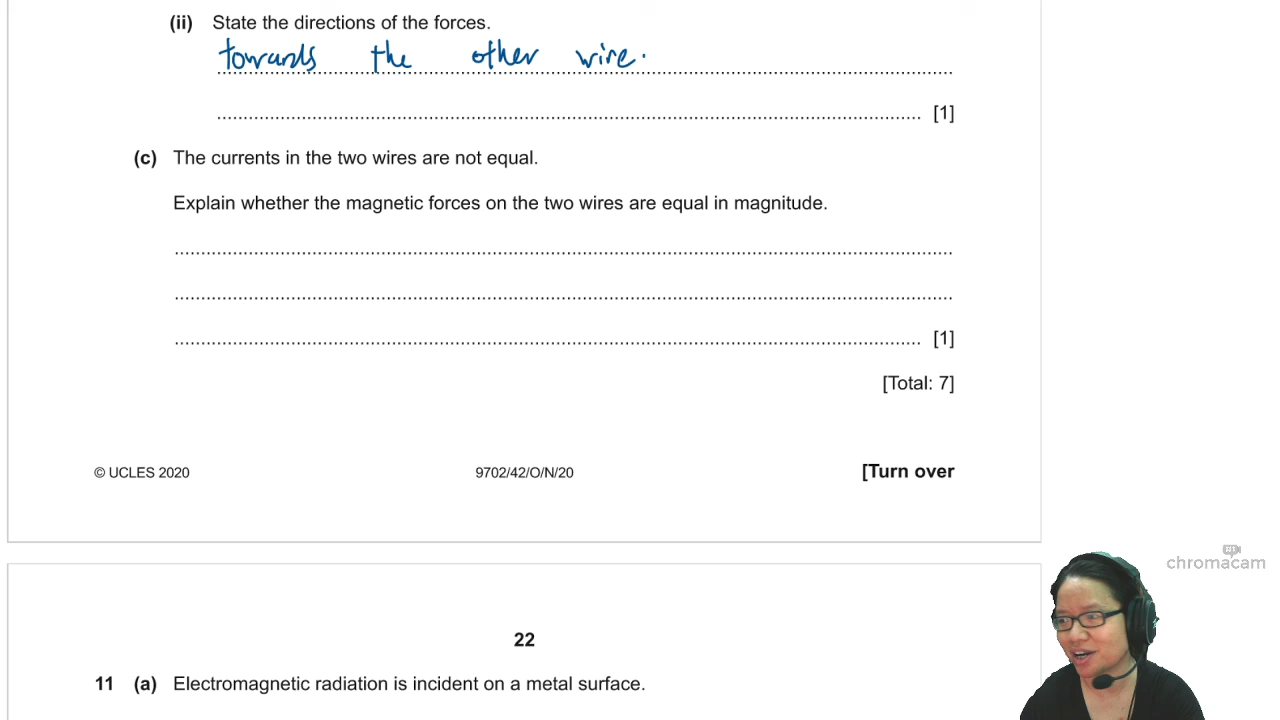 (ii) State the directions of the forces.
towards the other wire.
[1]
(c) The currents in the two wires are not equal.
Explain whether the magnetic forces on the two wires are equal in magnitude.
[1]
[Total: 7]
© UCLES 2020 9702/42/O/N/20 [Turn over
chromacam
22
11 (a) Electromagnetic radiation is incident on a metal surface.